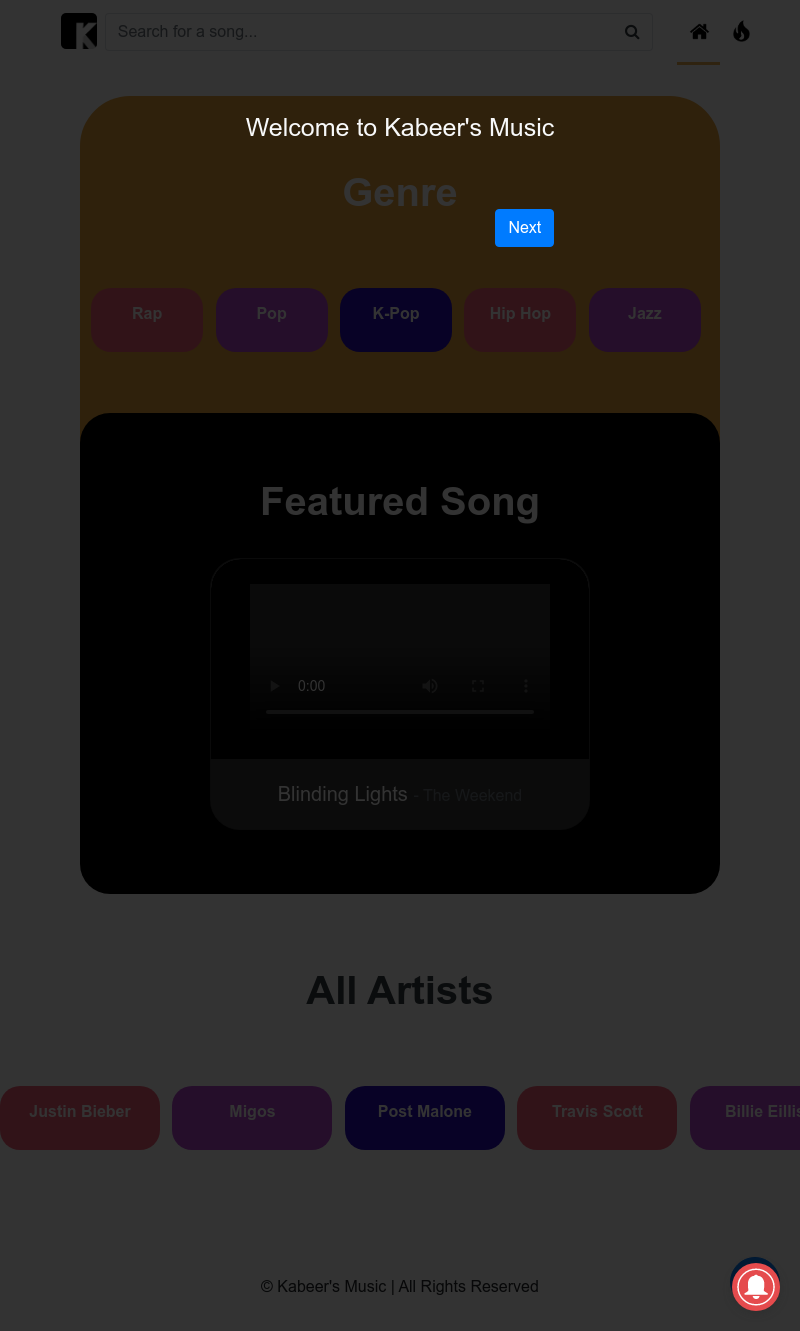 K
Search for a song...
Welcome to Kabeer's Music
Genre
Next
Rap
Pop
K-Pop
Hip Hop
Jazz
Featured Song
0:00
Blinding Lights - The Weekend
All Artists
Justin Bieber
Migos
Post Malone
Travis Scott
Billie Eillis
© Kabeer's Music | All Rights Reserved